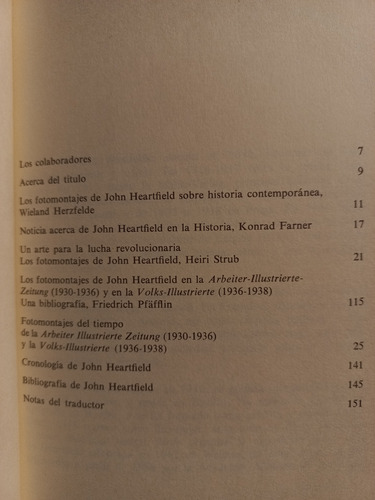 Los colaboradores 7
Acerca del título 9
Los fotomontajes de John Heartfield sobre historia contemporánea,
Wieland Herzfelde 11
Noticia acerca de John Heartfield en la Historia, Konrad Farner 17
Un arte para la lucha revolucionaria
Los fotomontajes de John Heartfield, Heiri Strub 21
Los fotomontajes de John Heartfield en la Arbeiter-Illustrierte-
Zeitung (1930-1936) y en la Volks-Illustrierte (1936-1938)
Una bibliografía, Friedrich Pfäfflin 115
Fotomontajes del tiempo
de la Arbeiter Illustrierte Zeitung (1930-1936)
y la Volks-Illustrierte (1936-1938) 25
Cronología de John Heartfield 141
Bibliografía de John Heartfield 145
Notas del traductor 151